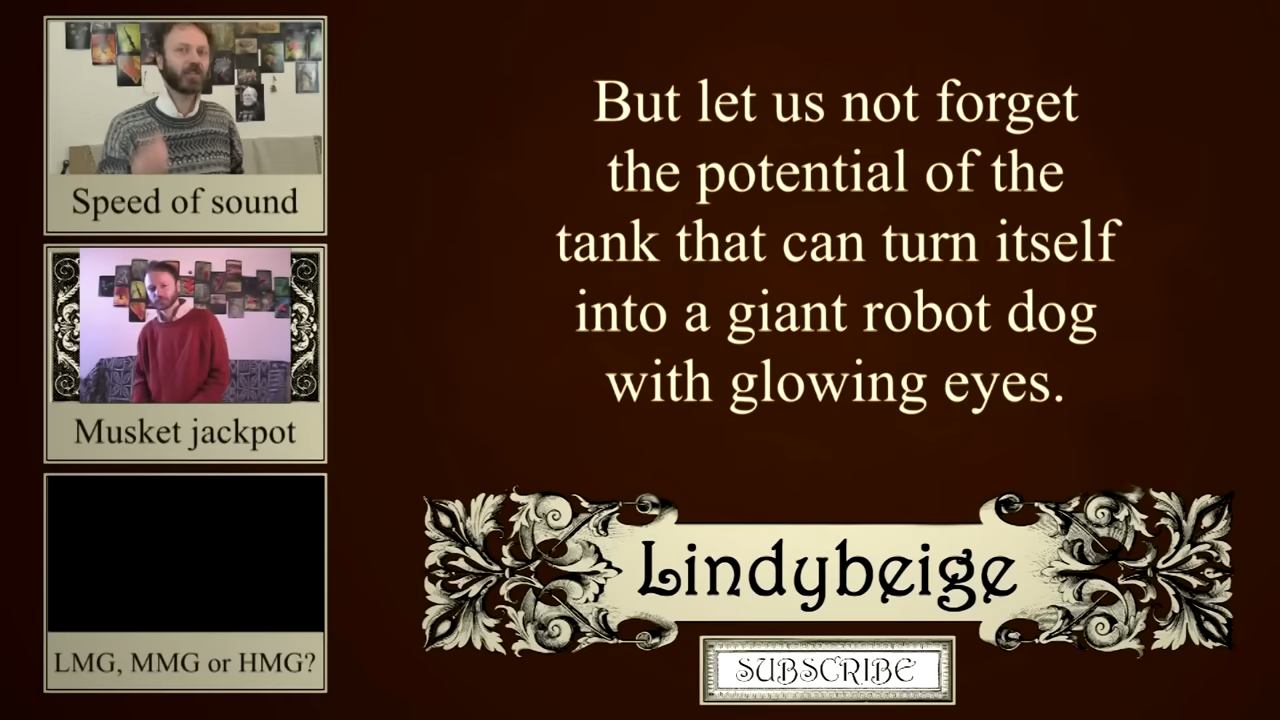 Speed of sound
Musket jackpot
LMG, MMG or HMG?
But let us not forget
the potential of the
tank that can turn itself
into a giant robot dog
with glowing eyes.
Lindybeige
SUBSCRIBE